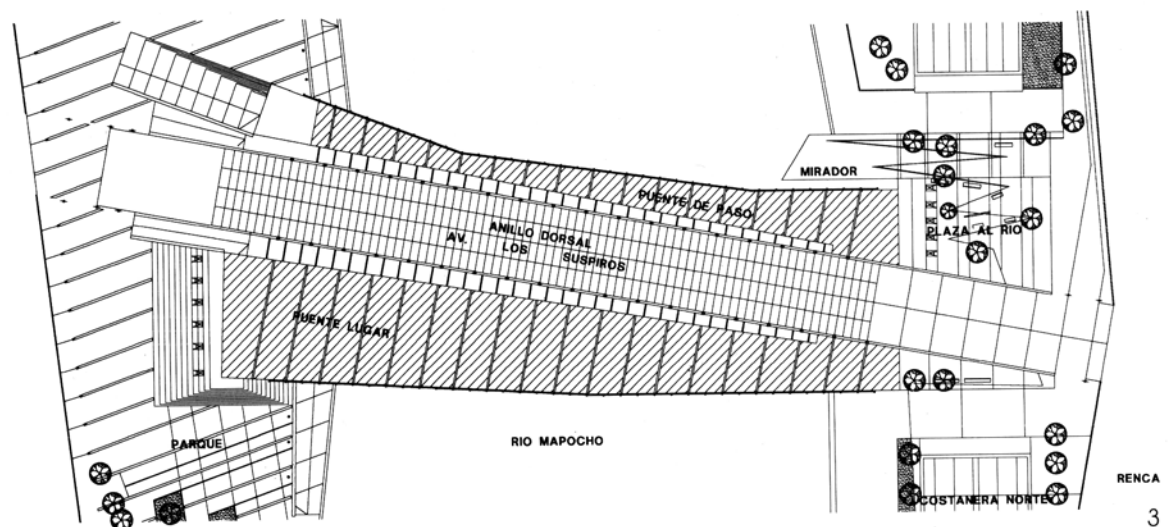 MIRADOR
PUENTE DE PASO
ANILLO DORSAL
AV. LOS SUSPIROS
PLAZA AL RIO
PUENTE LUGAR
PARQUE
RIO MAPOCHO
RENCA
COSTANERA NORTE
3